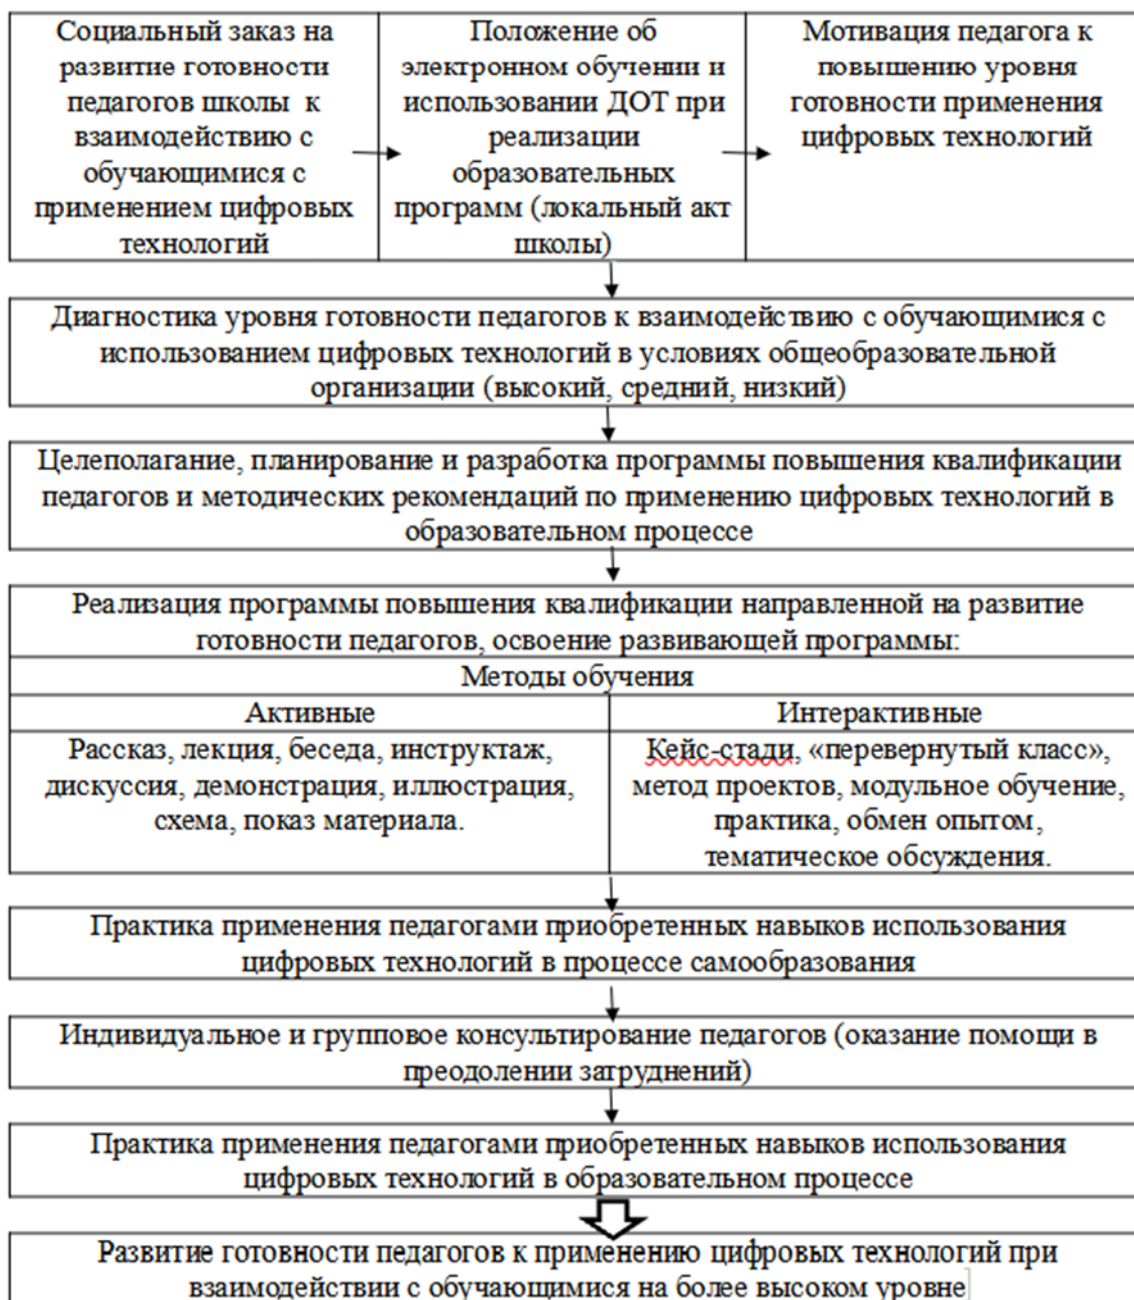 Социальный заказ на
развитие готовности
педагогов школы к
взаимодействию с
обучающимися с
применением цифровых
технологий
Положение об
электронном обучении и
использовании ДОТ при
реализации
образовательных
программ (локальный акт
школы)
Мотивация педагога к
повышению уровня
готовности применения
цифровых технологий
Диагностика уровня готовности педагогов к взаимодействию с обучающимися с
использованием цифровых технологий в условиях общеобразовательной
организации (высокий, средний, низкий)
Целеполагание, планирование и разработка программы повышения квалификации
педагогов и методических рекомендаций по применению цифровых технологий в
образовательном процессе
Реализация программы повышения квалификации направленной на развитие
готовности педагогов, освоение развивающей программы:
Методы обучения
Активные
Интерактивные
Рассказ, лекция, беседа, инструктаж,
дискуссия, демонстрация, иллюстрация,
схема, показ материала.
Кейс-стади, «перевернутый класс»,
метод проектов, модульное обучение,
практика, обмен опытом,
тематическое обсуждения.
Практика применения педагогами приобретенных навыков использования
цифровых технологий в процессе самообразования
Индивидуальное и групповое консультирование педагогов (оказание помощи в
преодолении затруднений)
Практика применения педагогами приобретенных навыков использования
цифровых технологий в образовательном процессе
Развитие готовности педагогов к применению цифровых технологий при
взаимодействии с обучающимися на более высоком уровне